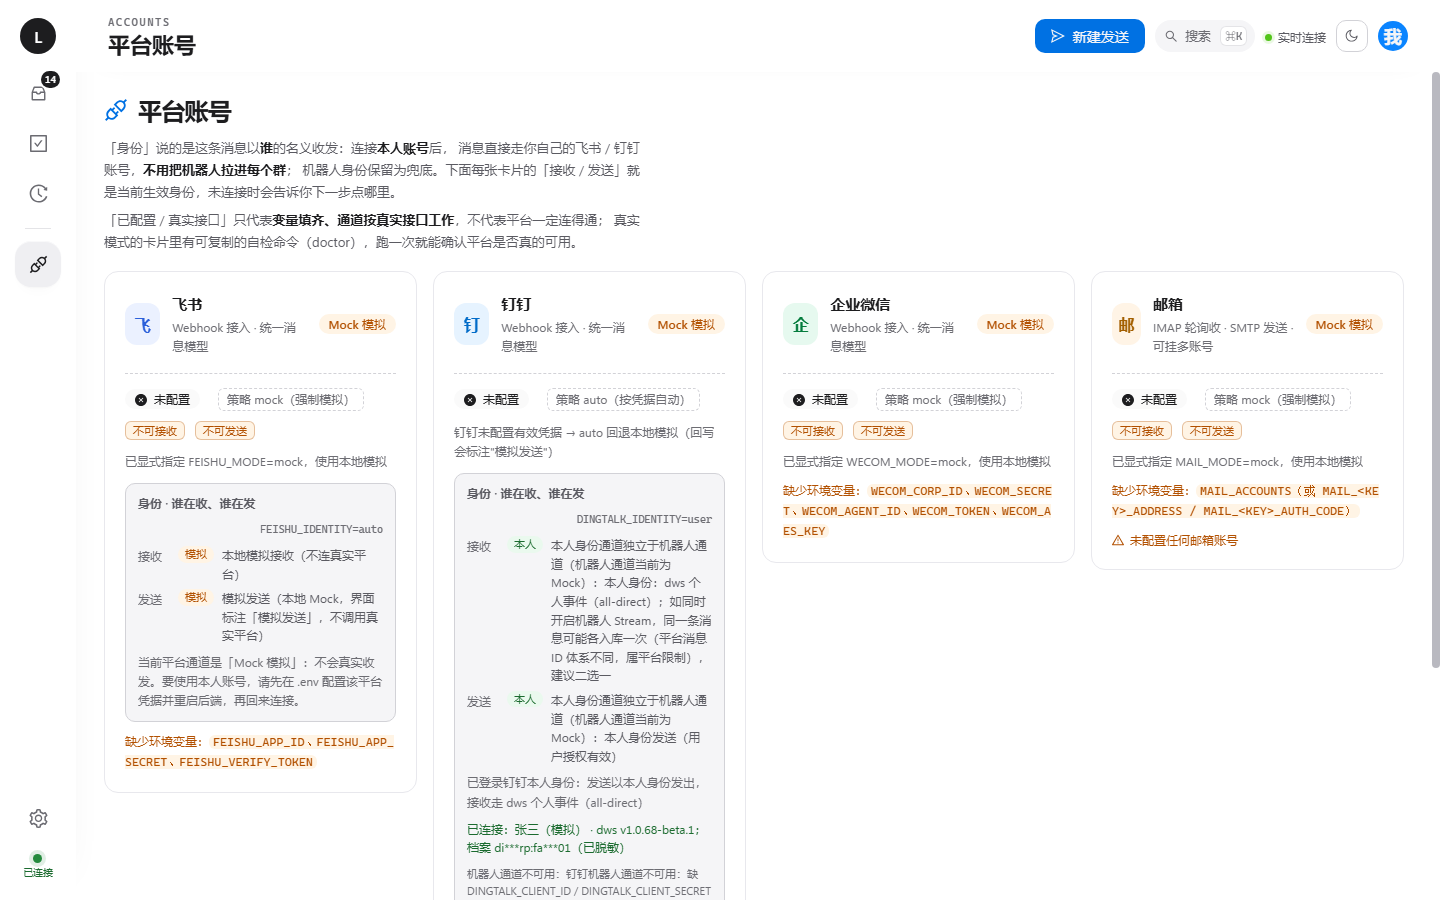 L
ACCOUNTS
平台账号
新建发送
搜索 ⌘K
实时连接
我
14
已连接
平台账号
「身份」说的是这条消息以谁的名义收发：连接本人账号后， 消息直接走你自己的飞书 / 钉钉
账号，不用把机器人拉进每个群； 机器人身份保留为兜底。下面每张卡片的「接收 / 发送」就
是当前生效身份，未连接时会告诉你下一步点哪里。
「已配置 / 真实接口」只代表变量填齐、通道按真实接口工作，不代表平台一定连得通； 真实
模式的卡片里有可复制的自检命令（doctor），跑一次就能确认平台是否真的可用。
飞
飞书
Webhook 接入 · 统一消
息模型
Mock 模拟
未配置
策略 mock（强制模拟）
不可接收 不可发送
已显式指定 FEISHU_MODE=mock，使用本地模拟
身份 · 谁在收、谁在发
FEISHU_IDENTITY=auto
接收 模拟 本地模拟接收（不连真实平
台）
发送 模拟 模拟发送（本地 Mock，界面
标注「模拟发送」，不调用真
实平台）
当前平台通道是「Mock 模拟」：不会真实收
发。要使用本人账号，请先在 .env 配置该平台
凭据并重启后端，再回来连接。
缺少环境变量： FEISHU_APP_ID、FEISHU_APP_
SECRET、FEISHU_VERIFY_TOKEN
钉
钉钉
Webhook 接入 · 统一消
息模型
Mock 模拟
未配置
策略 auto（按凭据自动）
钉钉未配置有效凭据 → auto 回退本地模拟（回写
会标注"模拟发送"）
身份 · 谁在收、谁在发
DINGTALK_IDENTITY=user
接收 本人 本人身份通道独立于机器人通
道（机器人通道当前为
Mock）：本人身份：dws 个
人事件（all-direct）；如同时
开启机器人 Stream，同一条消
息可能各入库一次（平台消息
ID 体系不同，属平台限制），
建议二选一
发送 本人 本人身份通道独立于机器人通
道（机器人通道当前为
Mock）：本人身份发送（用
户授权有效）
已登录钉钉本人身份：发送以本人身份发出，
接收走 dws 个人事件（all-direct）
已连接：张三（模拟） · dws v1.0.68-beta.1；
档案 di***rp:fa***01（已脱敏）
机器人通道不可用：钉钉机器人通道不可用：缺
DINGTALK_CLIENT_ID / DINGTALK_CLIENT_SECRET
企
企业微信
Webhook 接入 · 统一消
息模型
Mock 模拟
未配置
策略 mock（强制模拟）
不可接收 不可发送
已显式指定 WECOM_MODE=mock，使用本地模拟
缺少环境变量： WECOM_CORP_ID、WECOM_SECRE
T、WECOM_AGENT_ID、WECOM_TOKEN、WECOM_A
ES_KEY
邮
邮箱
IMAP 轮询收 · SMTP 发送 ·
可挂多账号
Mock 模拟
未配置
策略 mock（强制模拟）
不可接收 不可发送
已显式指定 MAIL_MODE=mock，使用本地模拟
缺少环境变量： MAIL_ACCOUNTS（或 MAIL_<KE
Y>_ADDRESS / MAIL_<KEY>_AUTH_CODE）
未配置任何邮箱账号